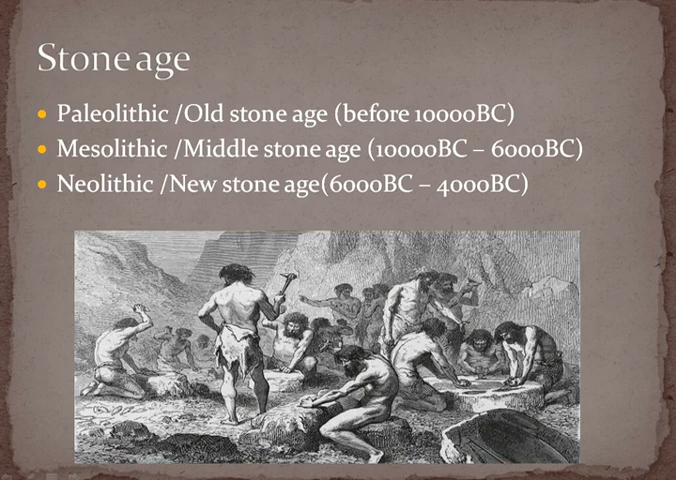 Stone age
• Paleolithic /Old stone age (before 10000BC)
• Mesolithic /Middle stone age (10000BC – 6000BC)
• Neolithic /New stone age(6000BC – 4000BC)